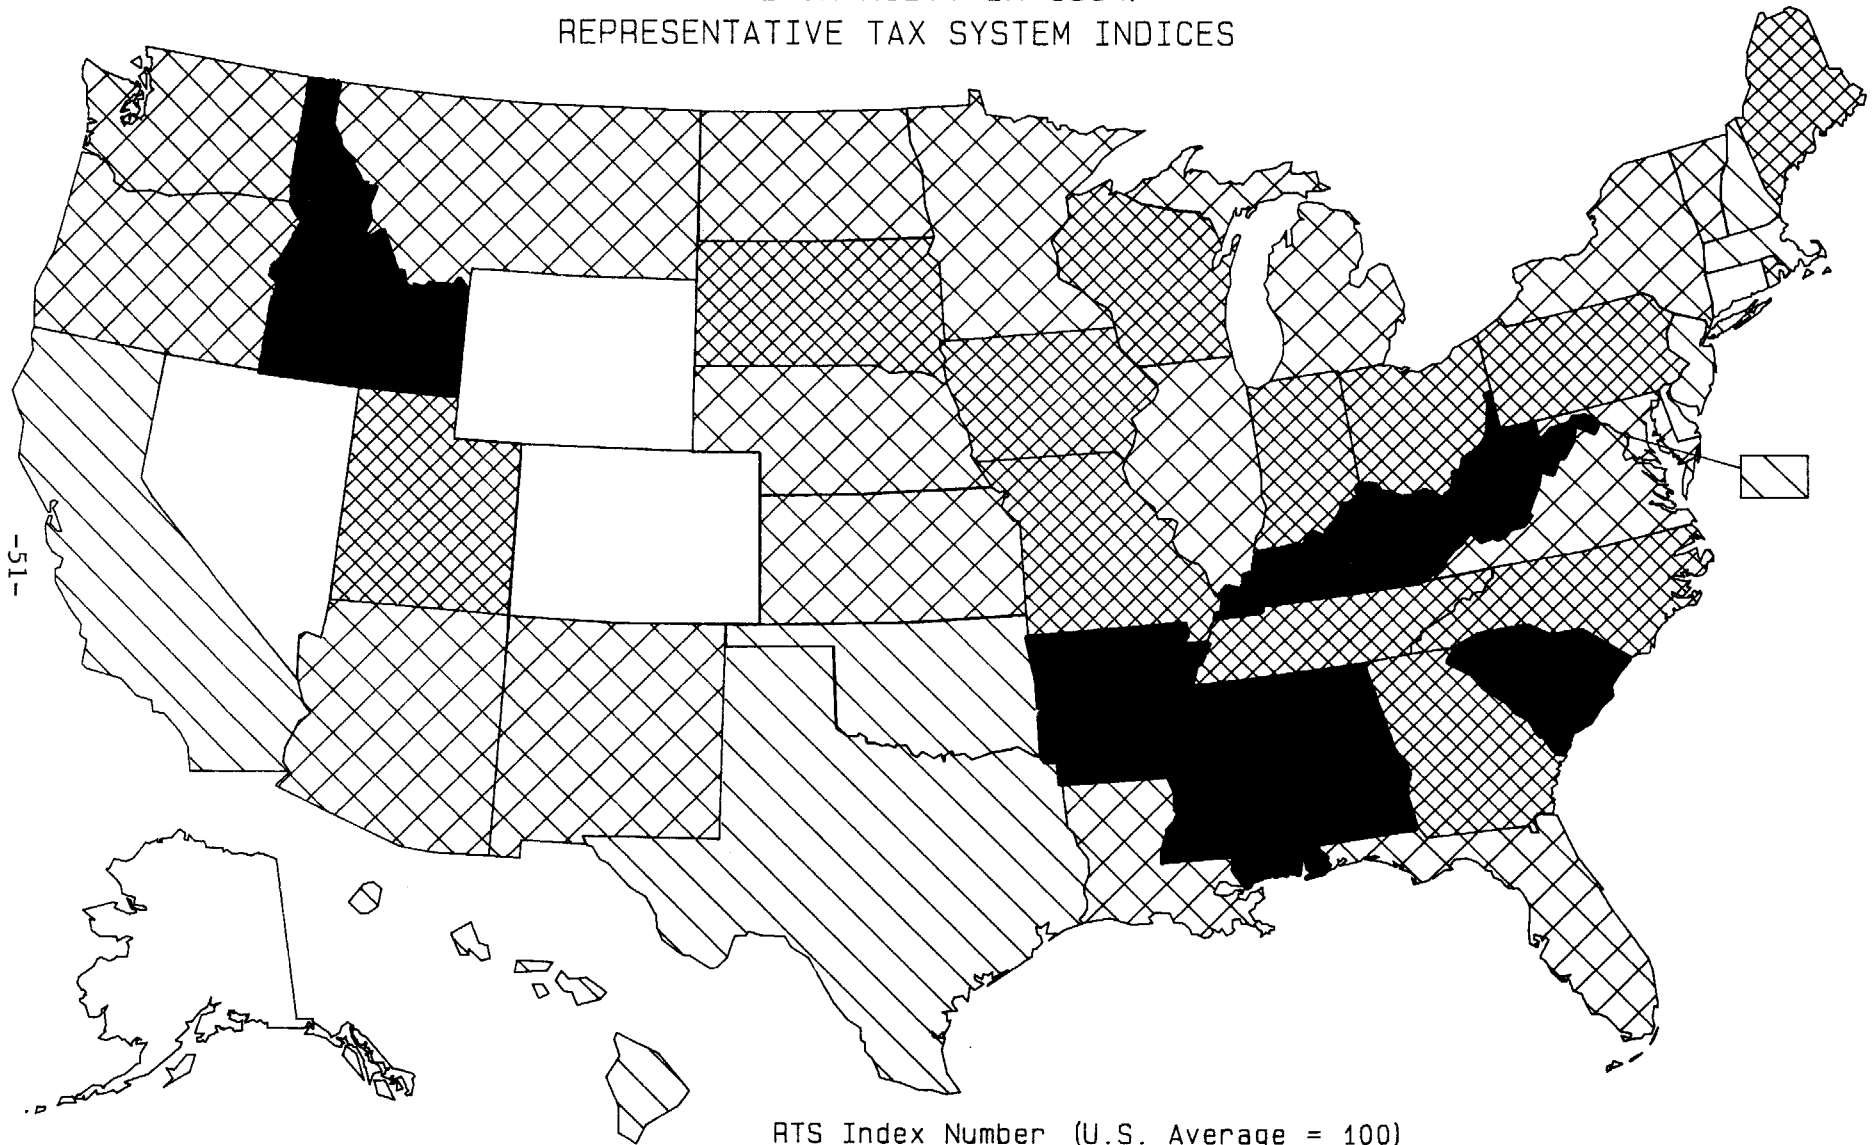 REPRESENTATIVE TAX SYSTEM INDICES
-51-
RTS Index Number (U.S. Average = 100)